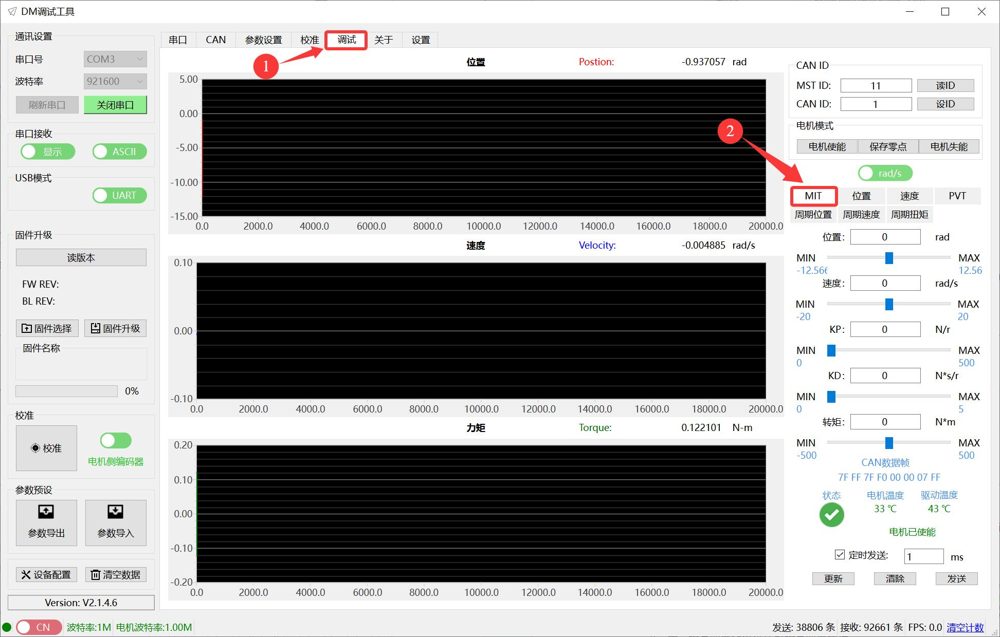 DM调试工具
通讯设置
串口号 COM3
波特率 921600
刷新串口 关闭串口
串口接收
显示 ASCII
USB模式
UART
固件升级
读版本
FW REV:
BL REV:
固件选择 固件升级
固件名称
0%
校准
校准
电机侧编码器
参数预设
参数导出 参数导入
设备配置 清空数据
Version: V2.1.4.6
串口 CAN 参数设置 校准 调试 关于 设置
1
位置 Postion: -0.937057 rad
5.00
0.00
-5.00
-10.00
-15.00
0.0 2000.0 4000.0 6000.0 8000.0 10000.0 12000.0 14000.0 16000.0 18000.0 20000.0
速度 Velocity: -0.004885 rad/s
0.10
0.00
-0.10
0.0 2000.0 4000.0 6000.0 8000.0 10000.0 12000.0 14000.0 16000.0 18000.0 20000.0
力矩 Torque: 0.122101 N-m
0.20
0.10
0.00
-0.10
-0.20
0.0 2000.0 4000.0 6000.0 8000.0 10000.0 12000.0 14000.0 16000.0 18000.0 20000.0
CAN ID
MST ID: 11 读ID
CAN ID: 1 设ID
2
电机模式
电机使能 保存零点 电机失能
rad/s
MIT 位置 速度 PVT
周期位置 周期速度 周期扭矩
位置: 0 rad
MIN MAX
-12.566 12.56
速度: 0 rad/s
MIN MAX
-20 20
KP: 0 N/r
MIN MAX
0 500
KD: 0 N*s/r
MIN MAX
0 5
转矩: 0 N*m
MIN MAX
-500 500
CAN数据帧
7F FF 7F F0 00 00 07 FF
状态 电机温度 驱动温度
33 ℃ 43 ℃
电机已使能
定时发送: 1 ms
更新 清除 发送
CN 波特率:1M 电机波特率:1.00M 发送: 38806 条 接收: 92661 条 FPS: 0.0 清空计数